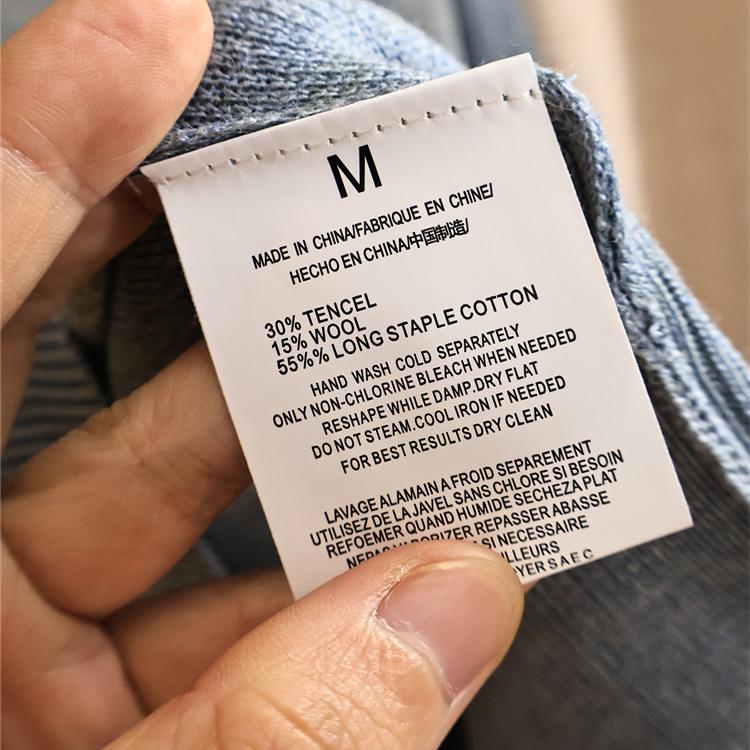 M
MADE IN CHINA/FABRIQUE EN CHINE/
HECHO EN CHINA/中国制造/
30% TENCEL
15% WOOL
55%% LONG STAPLE COTTON
HAND WASH COLD SEPARATELY
ONLY NON-CHLORINE BLEACH WHEN NEEDED
RESHAPE WHILE DAMP.DRY FLAT
DO NOT STEAM.COOL IRON IF NEEDED
FOR BEST RESULTS DRY CLEAN
LAVAGE ALAMAIN A FROID SEPAREMENT
UTILISEZ DE LA JAVEL SANS CHLORE SI BESOIN
REFOEMER QUAND HUMIDE SECHEZA PLAT
NEPAS VAPORIZER REPASSER ABASSE
SI NECESSAIRE